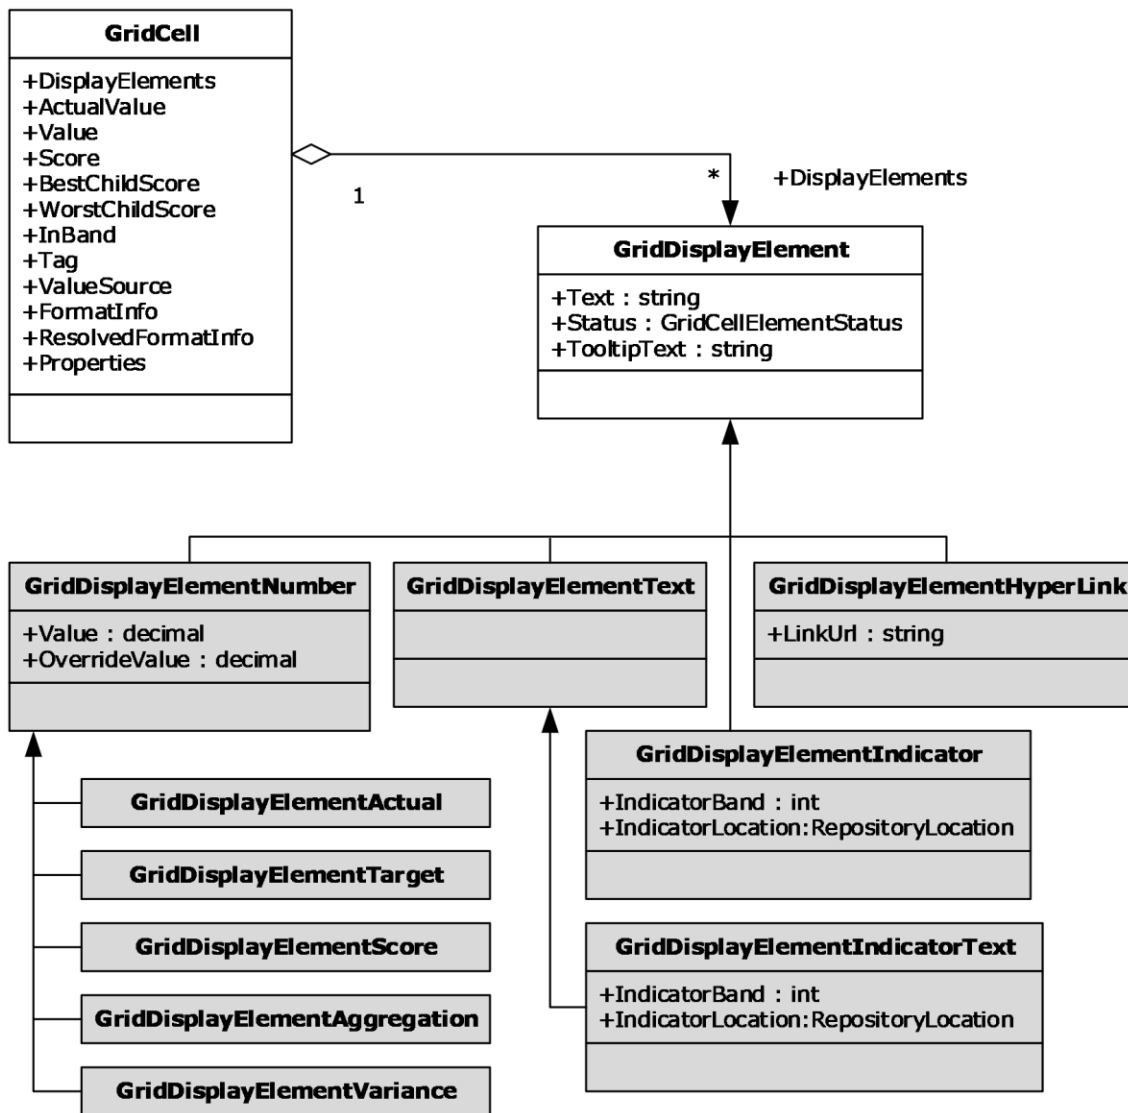 GridCell
+DisplayElements
+ActualValue
+Value
+Score
+BestChildScore
+WorstChildScore
+InBand
+Tag
+ValueSource
+FormatInfo
+ResolvedFormatInfo
+Properties
1
*
+DisplayElements
GridDisplayElement
+Text : string
+Status : GridCellElementStatus
+TooltipText : string
GridDisplayElementNumber
+Value : decimal
+OverrideValue : decimal
GridDisplayElementText
GridDisplayElementHyperLink
+LinkUrl : string
GridDisplayElementIndicator
+IndicatorBand : int
+IndicatorLocation:RepositoryLocation
GridDisplayElementActual
GridDisplayElementTarget
GridDisplayElementScore
GridDisplayElementAggregation
GridDisplayElementVariance
GridDisplayElementIndicatorText
+IndicatorBand : int
+IndicatorLocation:RepositoryLocation